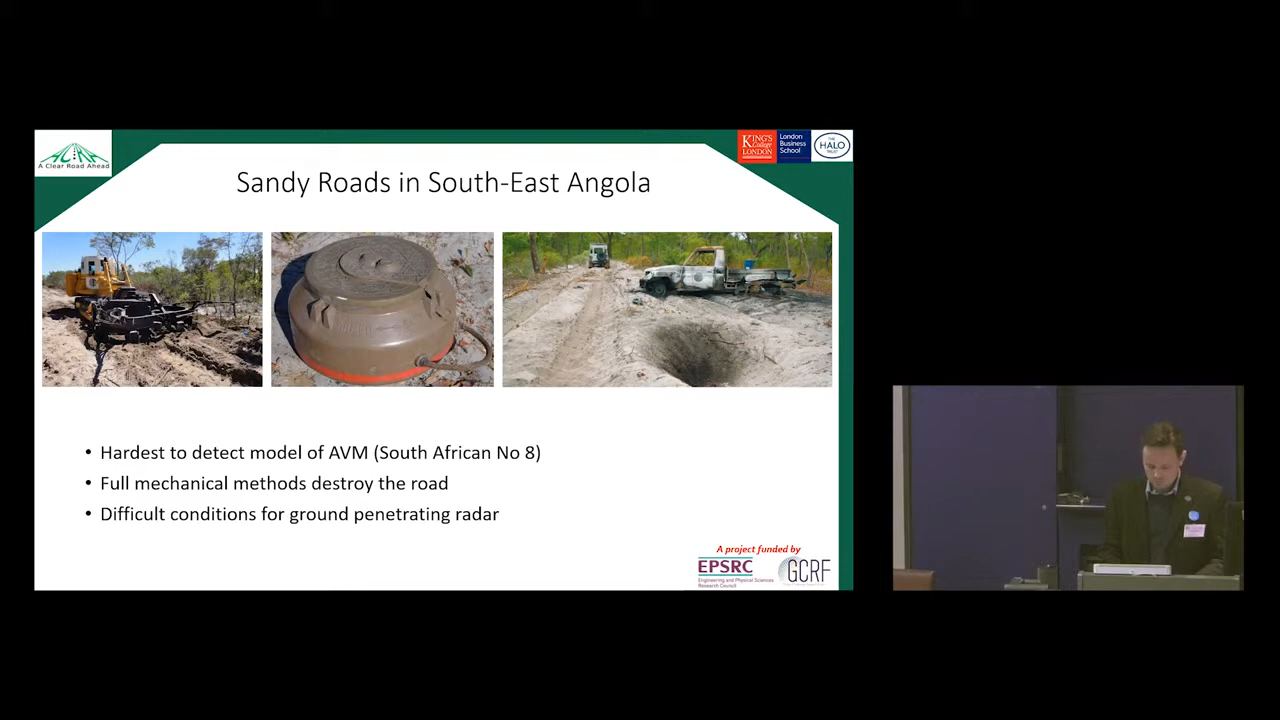 A Clear Road Ahead
KING'S
College
LONDON
London
Business
School
THE
HALO
TRUST
Sandy Roads in South-East Angola
• Hardest to detect model of AVM (South African No 8)
• Full mechanical methods destroy the road
• Difficult conditions for ground penetrating radar
A project funded by
EPSRC
Engineering and Physical Sciences
Research Council
GCRF